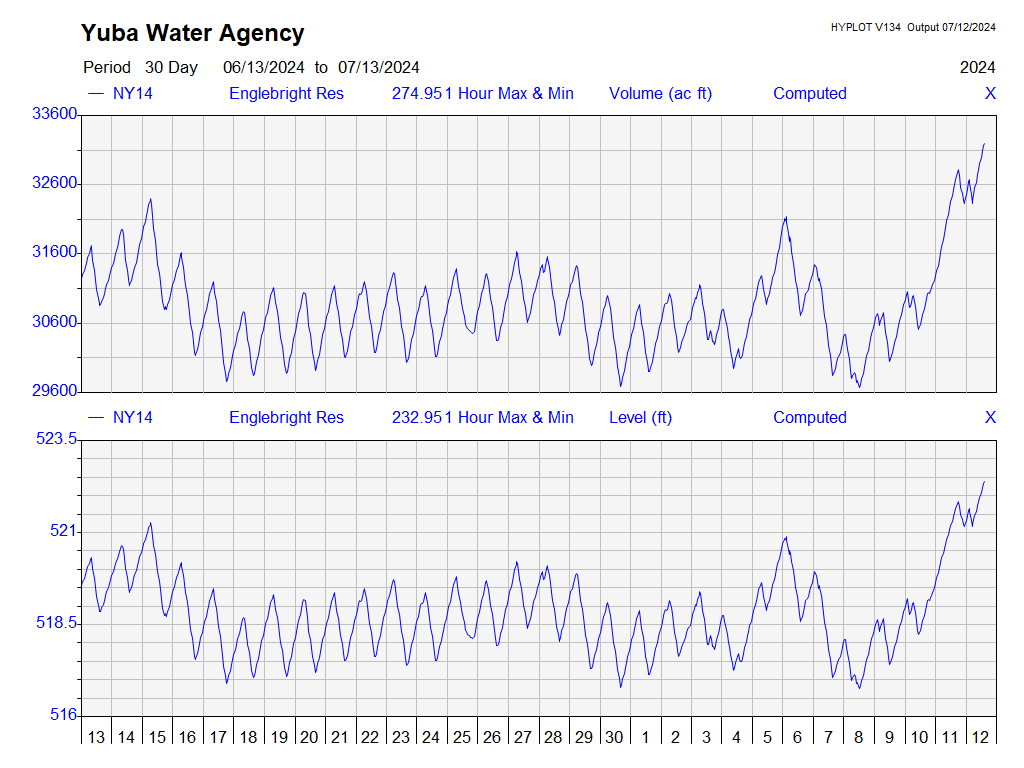 Yuba Water Agency
HYPLOT V134 Output 07/12/2024
Period 30 Day 06/13/2024 to 07/13/2024 2024
— NY14 Englebright Res 274.951 Hour Max & Min Volume (ac ft) Computed X
33600
32600
31600
30600
29600
— NY14 Englebright Res 232.951 Hour Max & Min Level (ft) Computed X
523.5
521
518.5
516
13 14 15 16 17 18 19 20 21 22 23 24 25 26 27 28 29 30 1 2 3 4 5 6 7 8 9 10 11 12